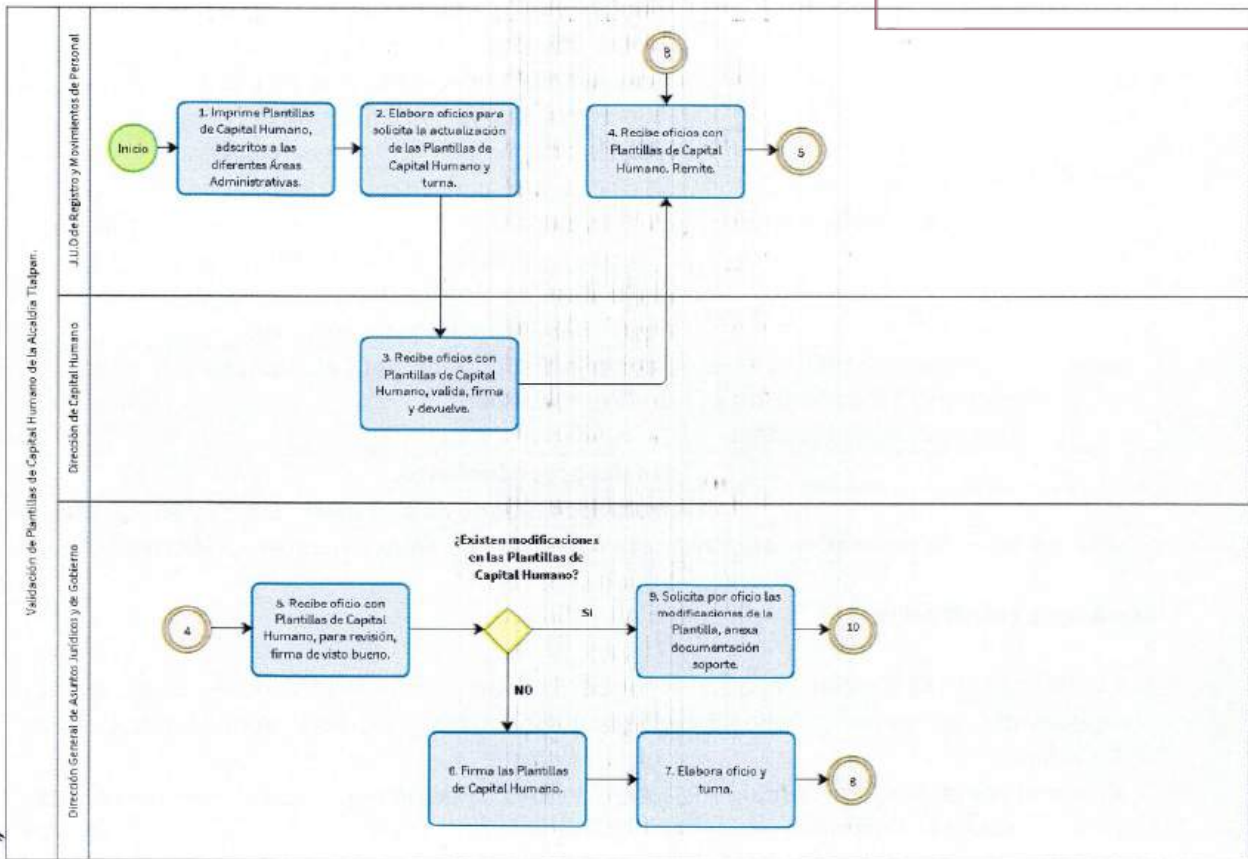 Validación de Plantillas de Capital Humano de la Alcaldía Tlalpan.
J.U.D de Registro y Movimientos de Personal
Inicio
1. Imprime Plantillas
de Capital Humano,
adscritos a las
diferentes Áreas
Administrativas.
2. Elabora oficios para
solicita la actualización
de las Plantillas de
Capital Humano y
turna.
8
4. Recibe oficios con
Plantillas de Capital
Humano. Remite.
5
Dirección de Capital Humano
3. Recibe oficios con
Plantillas de Capital
Humano, valida, firma
y devuelve.
Dirección General de Asuntos Jurídicos y de Gobierno
4
5. Recibe oficio con
Plantillas de Capital
Humano, para revisión,
firma de visto bueno.
¿Existen modificaciones
en las Plantillas de
Capital Humano?
SI
9. Solicita por oficio las
modificaciones de la
Plantilla, anexa
documentación
soporte.
10
NO
6. Firma las Plantillas
de Capital Humano.
7. Elabora oficio y
turna.
8